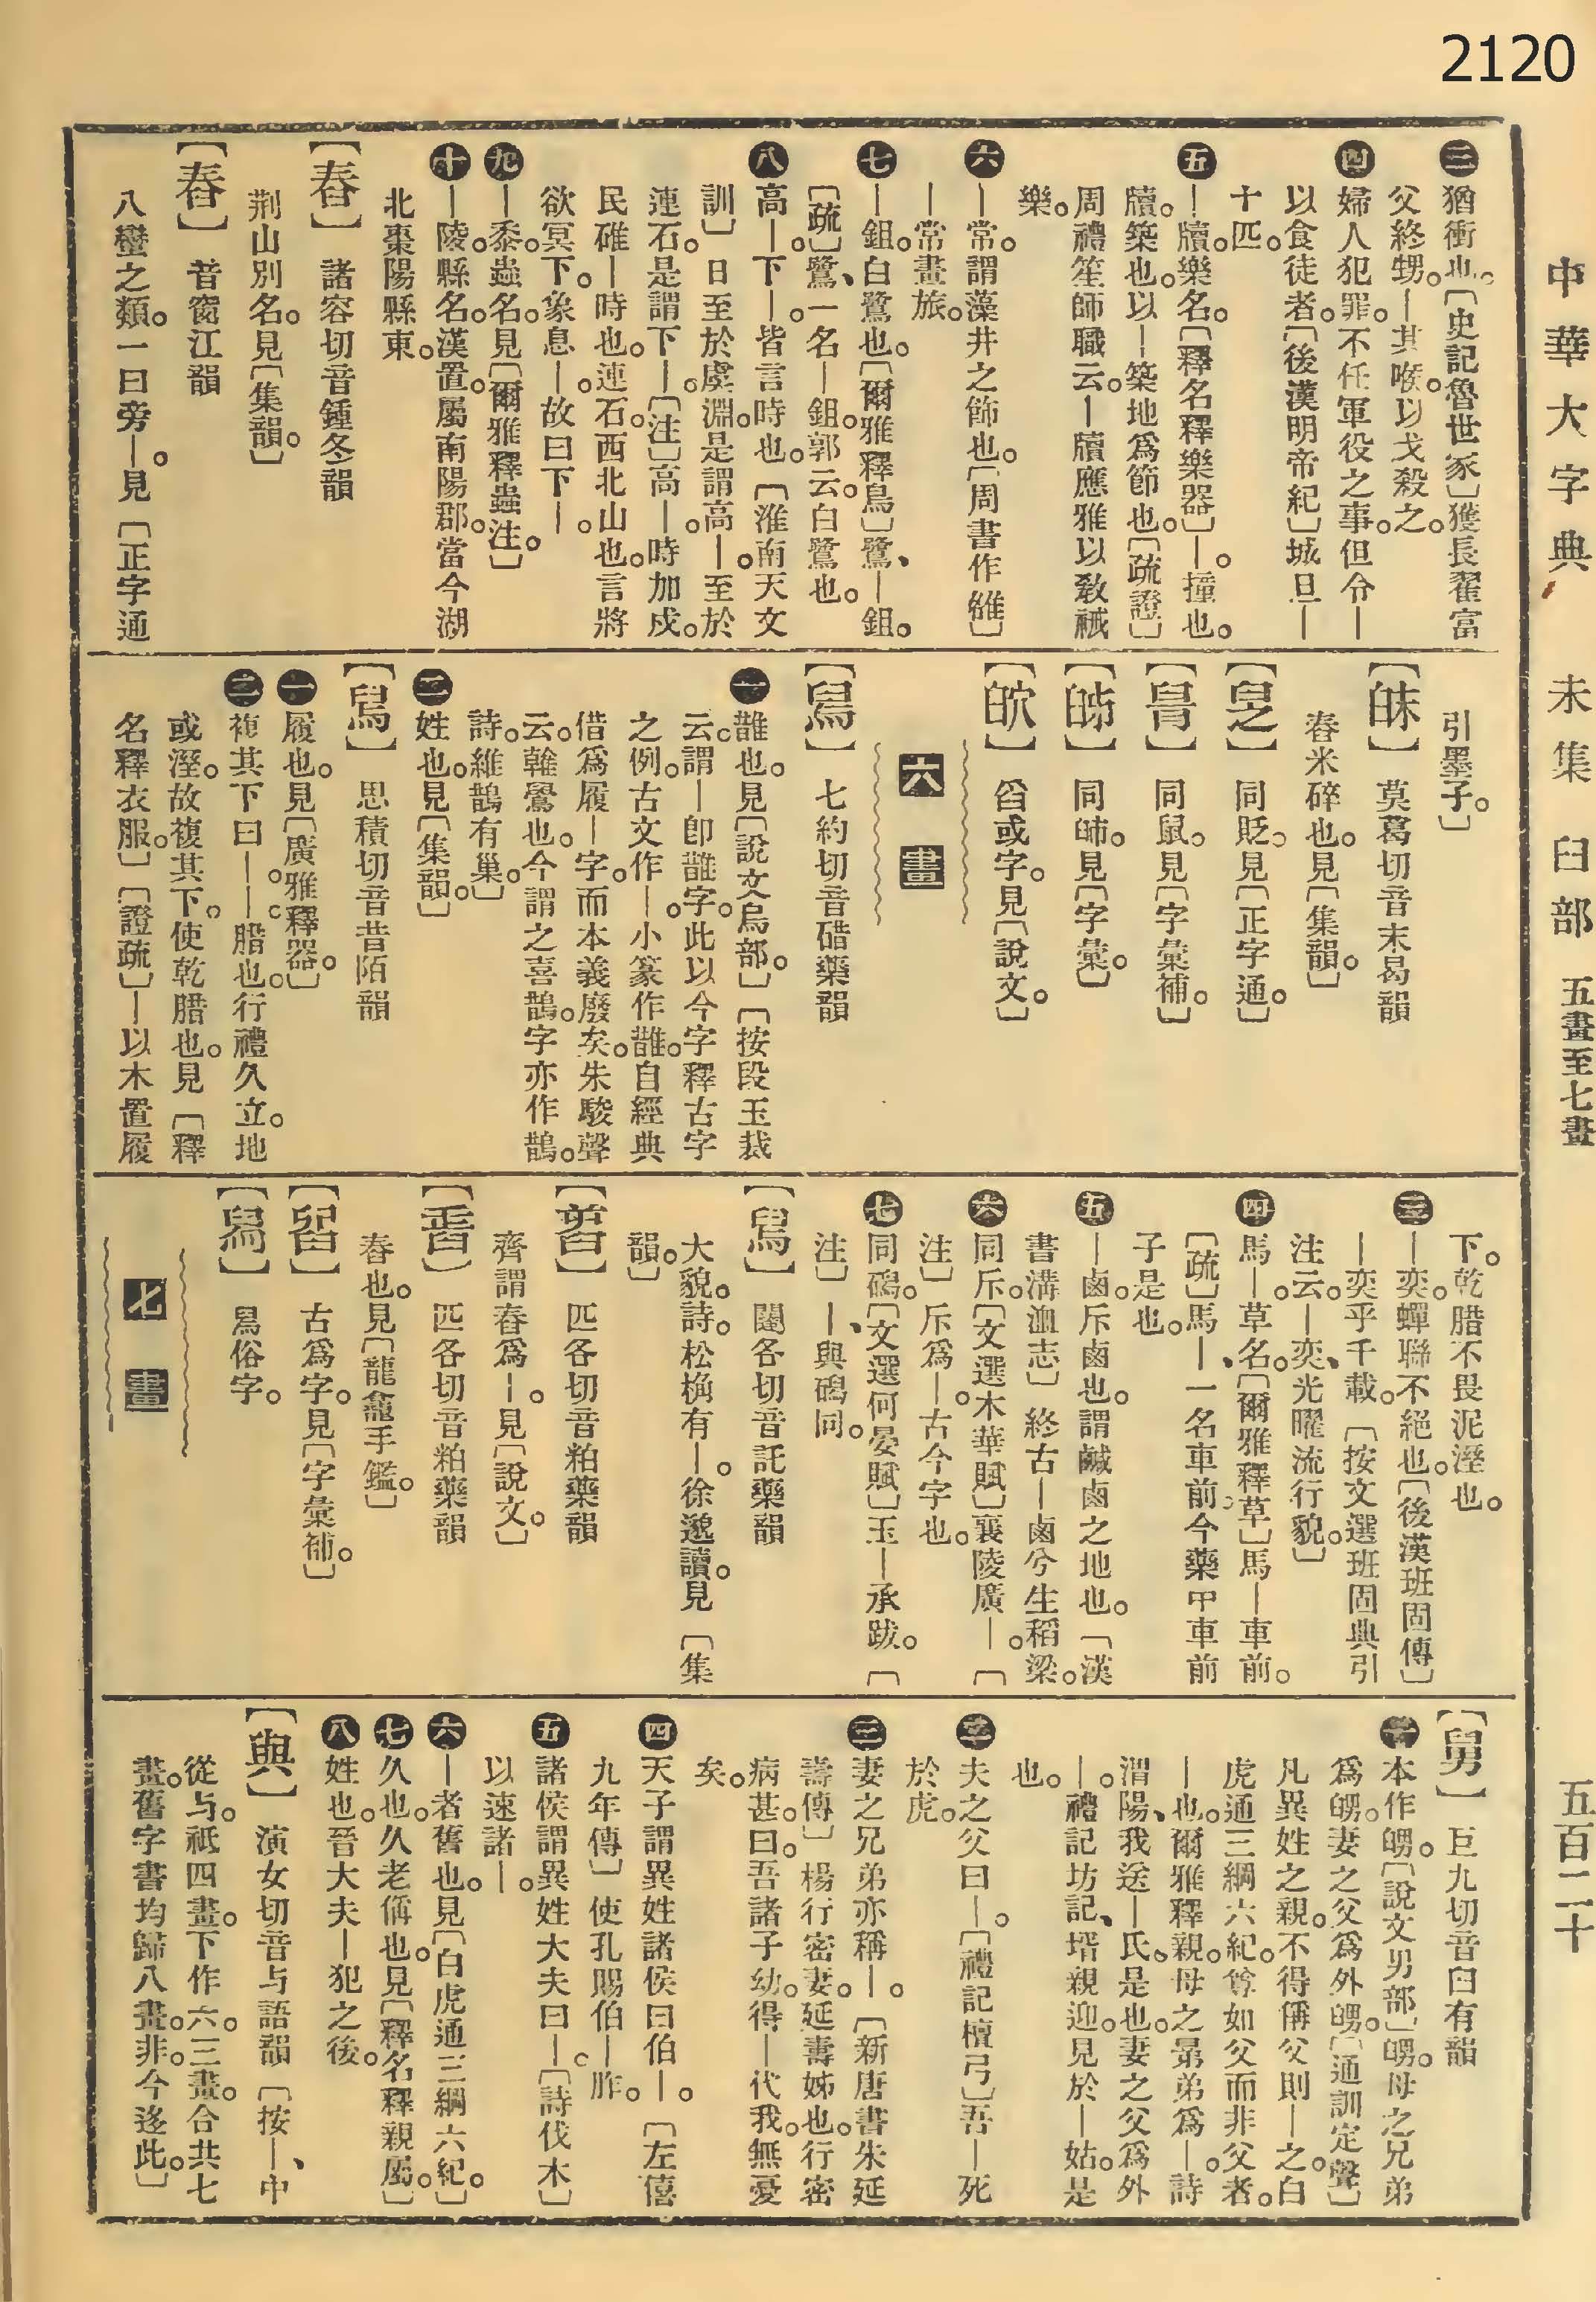 2120
中華大字典 未集 臼部 五畫至七畫 五百二十
㊂猶衝也。〔史記魯世家〕獲長翟富
父終甥。—其喉。以戈殺之。
㊃婦人犯罪。不任軍役之事。但令—
以食徒者。〔後漢明帝紀〕城旦—
十匹。
㊄—牘。樂名。〔釋名釋樂器〕—。撞也。
牘。築也。以—築地爲節也。〔疏證〕
周禮笙師職云。—牘應雅以敎祴
樂。
㊅—常。謂藻井之飾也。〔周書作雒〕
—常畫旅。
㊆—鉏。白鷺也。〔爾雅釋鳥〕鷺、—鉏。
〔疏〕鷺、一名—鉏。郭云。白鷺也。
㊇高—。下—。皆言時也。〔淮南天文
訓〕日至於虞淵。是謂高—。至於
連石。是謂下—。〔注〕高—。時加戍。
民碓—時也。連石。西北山也。言將
欲冥。下。象息—。故曰下—。
㊈—黍。蟲名。見〔爾雅釋蟲注。〕
㊉—陵。縣名。漢置。屬南陽郡。當今湖
北棗陽縣東。
〔舂〕 諸容切音鍾冬韻
荆山別名。見〔集韻。〕
〔舂〕 昔窗江韻
八蠻之類。一曰旁—。見〔正字通
引墨子。〕
莫葛切音末曷韻
舂米碎也。見〔集韻。〕
同貶。見〔正字通。〕
同鼠。見〔字彙補。〕
同䑔。見〔字彙。〕
舀或字。見〔說文。〕
六畫
〔舄〕 七約切音碏藥韻
㊀䧿也。見〔說文烏部。〕〔按段玉裁
云。謂—卽䧿字。此以今字釋古字
之例。古文作—。小篆作䧿。自經典
借爲履—字。而本義廢矣。朱駿聲
云。雗鷽也。今謂之喜鵲。字亦作鵲。
詩。維鵲有巢。〕
㊁姓也。見〔集韻。〕
〔舄〕 思積切音昔陌韻
㊀履也。見〔廣雅釋器。〕
㊁複其下曰—。—。腊也。行禮久立。地
或溼。故複其下。使乾腊也。見〔釋
名釋衣服。〕〔證疏〕—以木置履
下。乾腊不畏泥溼也。
㊂—奕。蟬聯不絕也。〔後漢班固傳〕
—奕乎千載。〔按文選班固典引
注云。—奕、光曜流行貌。〕
㊃馬—。草名。〔爾雅釋草〕馬—車前。
〔疏〕馬—、一名車前。今藥中車前
子是也。
㊄—鹵。斥鹵也。謂鹹鹵之地也。〔漢
書溝洫志〕終古—鹵兮生稻粱。
㊅同斥。〔文選木華賦〕襄陵廣—。〔
注〕斥爲—。古今字也。
㊆同磶。〔文選何晏賦〕玉—承跋。〔
注〕—、與磶同。
〔舄〕 闥各切音託藥韻
大貌。詩。松桷有—。徐邈讀。見〔集
韻。〕
匹各切音粕藥韻
齊謂舂爲—。見〔說文。〕
匹各切音粕藥韻
舂也。見〔龍龕手鑑。〕
古爲字。見〔字彙補。〕
舄俗字。
七畫
〔舅〕 巨九切音臼有韻
㊀本作𦥒。〔說文男部〕舅。母之兄弟
爲舅。妻之父爲外舅。〔通訓定聲〕
凡異姓之親。不得偁父則—之。白
虎通三綱六紀。尊如父而非父者。
—也。爾雅釋親。母之晜弟爲—。詩
渭陽、我送—氏、是也。妻之父爲外
—。禮記坊記、壻親迎。見於—姑。是
也。
㊁夫之父曰—。〔禮記檀弓〕吾—死
於虎。
㊂妻之兄弟亦稱—。〔新唐書朱延
壽傳〕楊行密妻。延壽姊也。行密
病甚。曰。吾諸子幼。得—代我。無憂
矣。
㊃天子謂異姓諸侯曰伯—。〔左僖
九年傳〕使孔賜伯—胙。
㊄諸侯謂異姓大夫曰—。〔詩伐木〕
以速諸—。
㊅—者。舊也。見〔白虎通三綱六紀。〕
㊆久也。久老偁也。見〔釋名釋親屬。〕
㊇姓也。晉大夫—犯之後。
〔與〕 演女切音与語韻 〔按—、中
從与。祇四畫。下作六。三畫。合共七
畫。舊字書均歸八畫。非。今迻此。〕